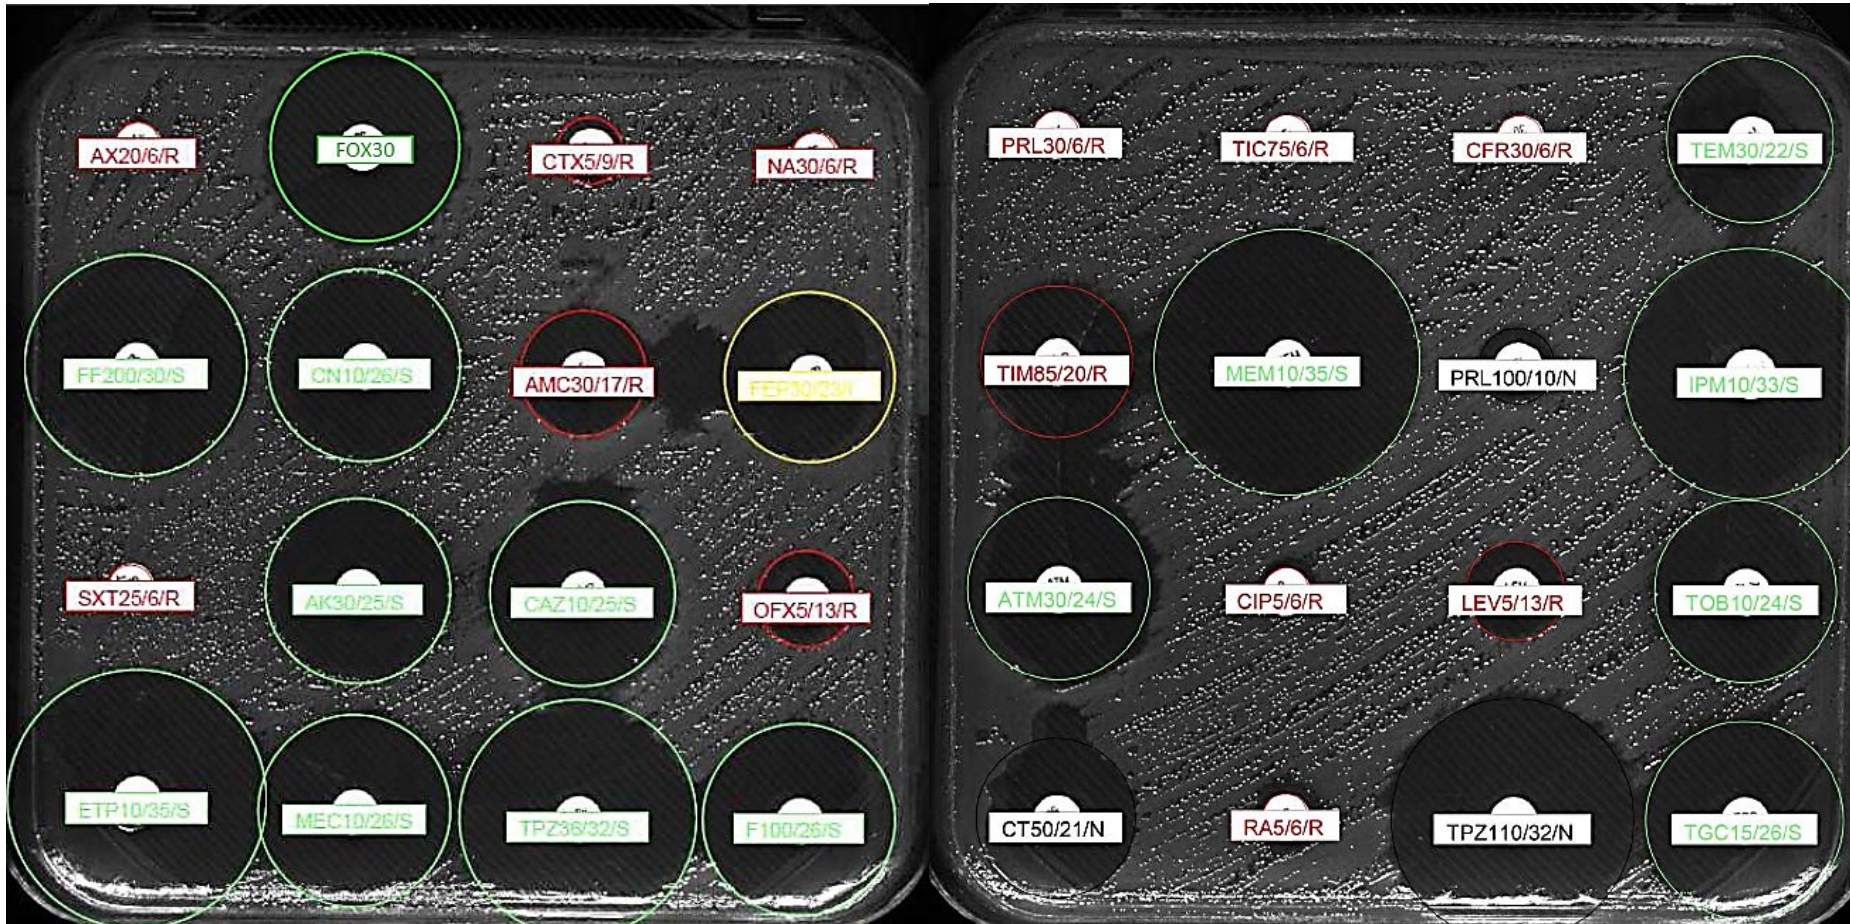 AX20/6/R
FOX30
CTX5/9/R
NA30/6/R
FF200/30/S
CN10/26/S
AMC30/17/R
FEP30/23/I
SXT25/6/R
AK30/25/S
CAZ10/25/S
OFX5/13/R
ETP10/35/S
MEC10/26/S
TPZ36/32/S
F100/26/S
PRL30/6/R
TIC75/6/R
CFR30/6/R
TEM30/22/S
TIM85/20/R
MEM10/35/S
PRL100/10/N
IPM10/33/S
ATM30/24/S
CIP5/6/R
LEV5/13/R
TOB10/24/S
CT50/21/N
RA5/6/R
TPZ110/32/N
TGC15/26/S